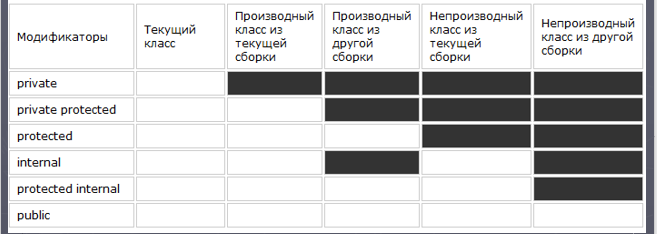 Модификаторы
Текущий
класс
Производный
класс из
текущей
сборки
Производный
класс из
другой
сборки
Непроизводный
класс из
текущей
сборки
Непроизводный
класс из другой
сборки
private
private protected
protected
internal
protected internal
public